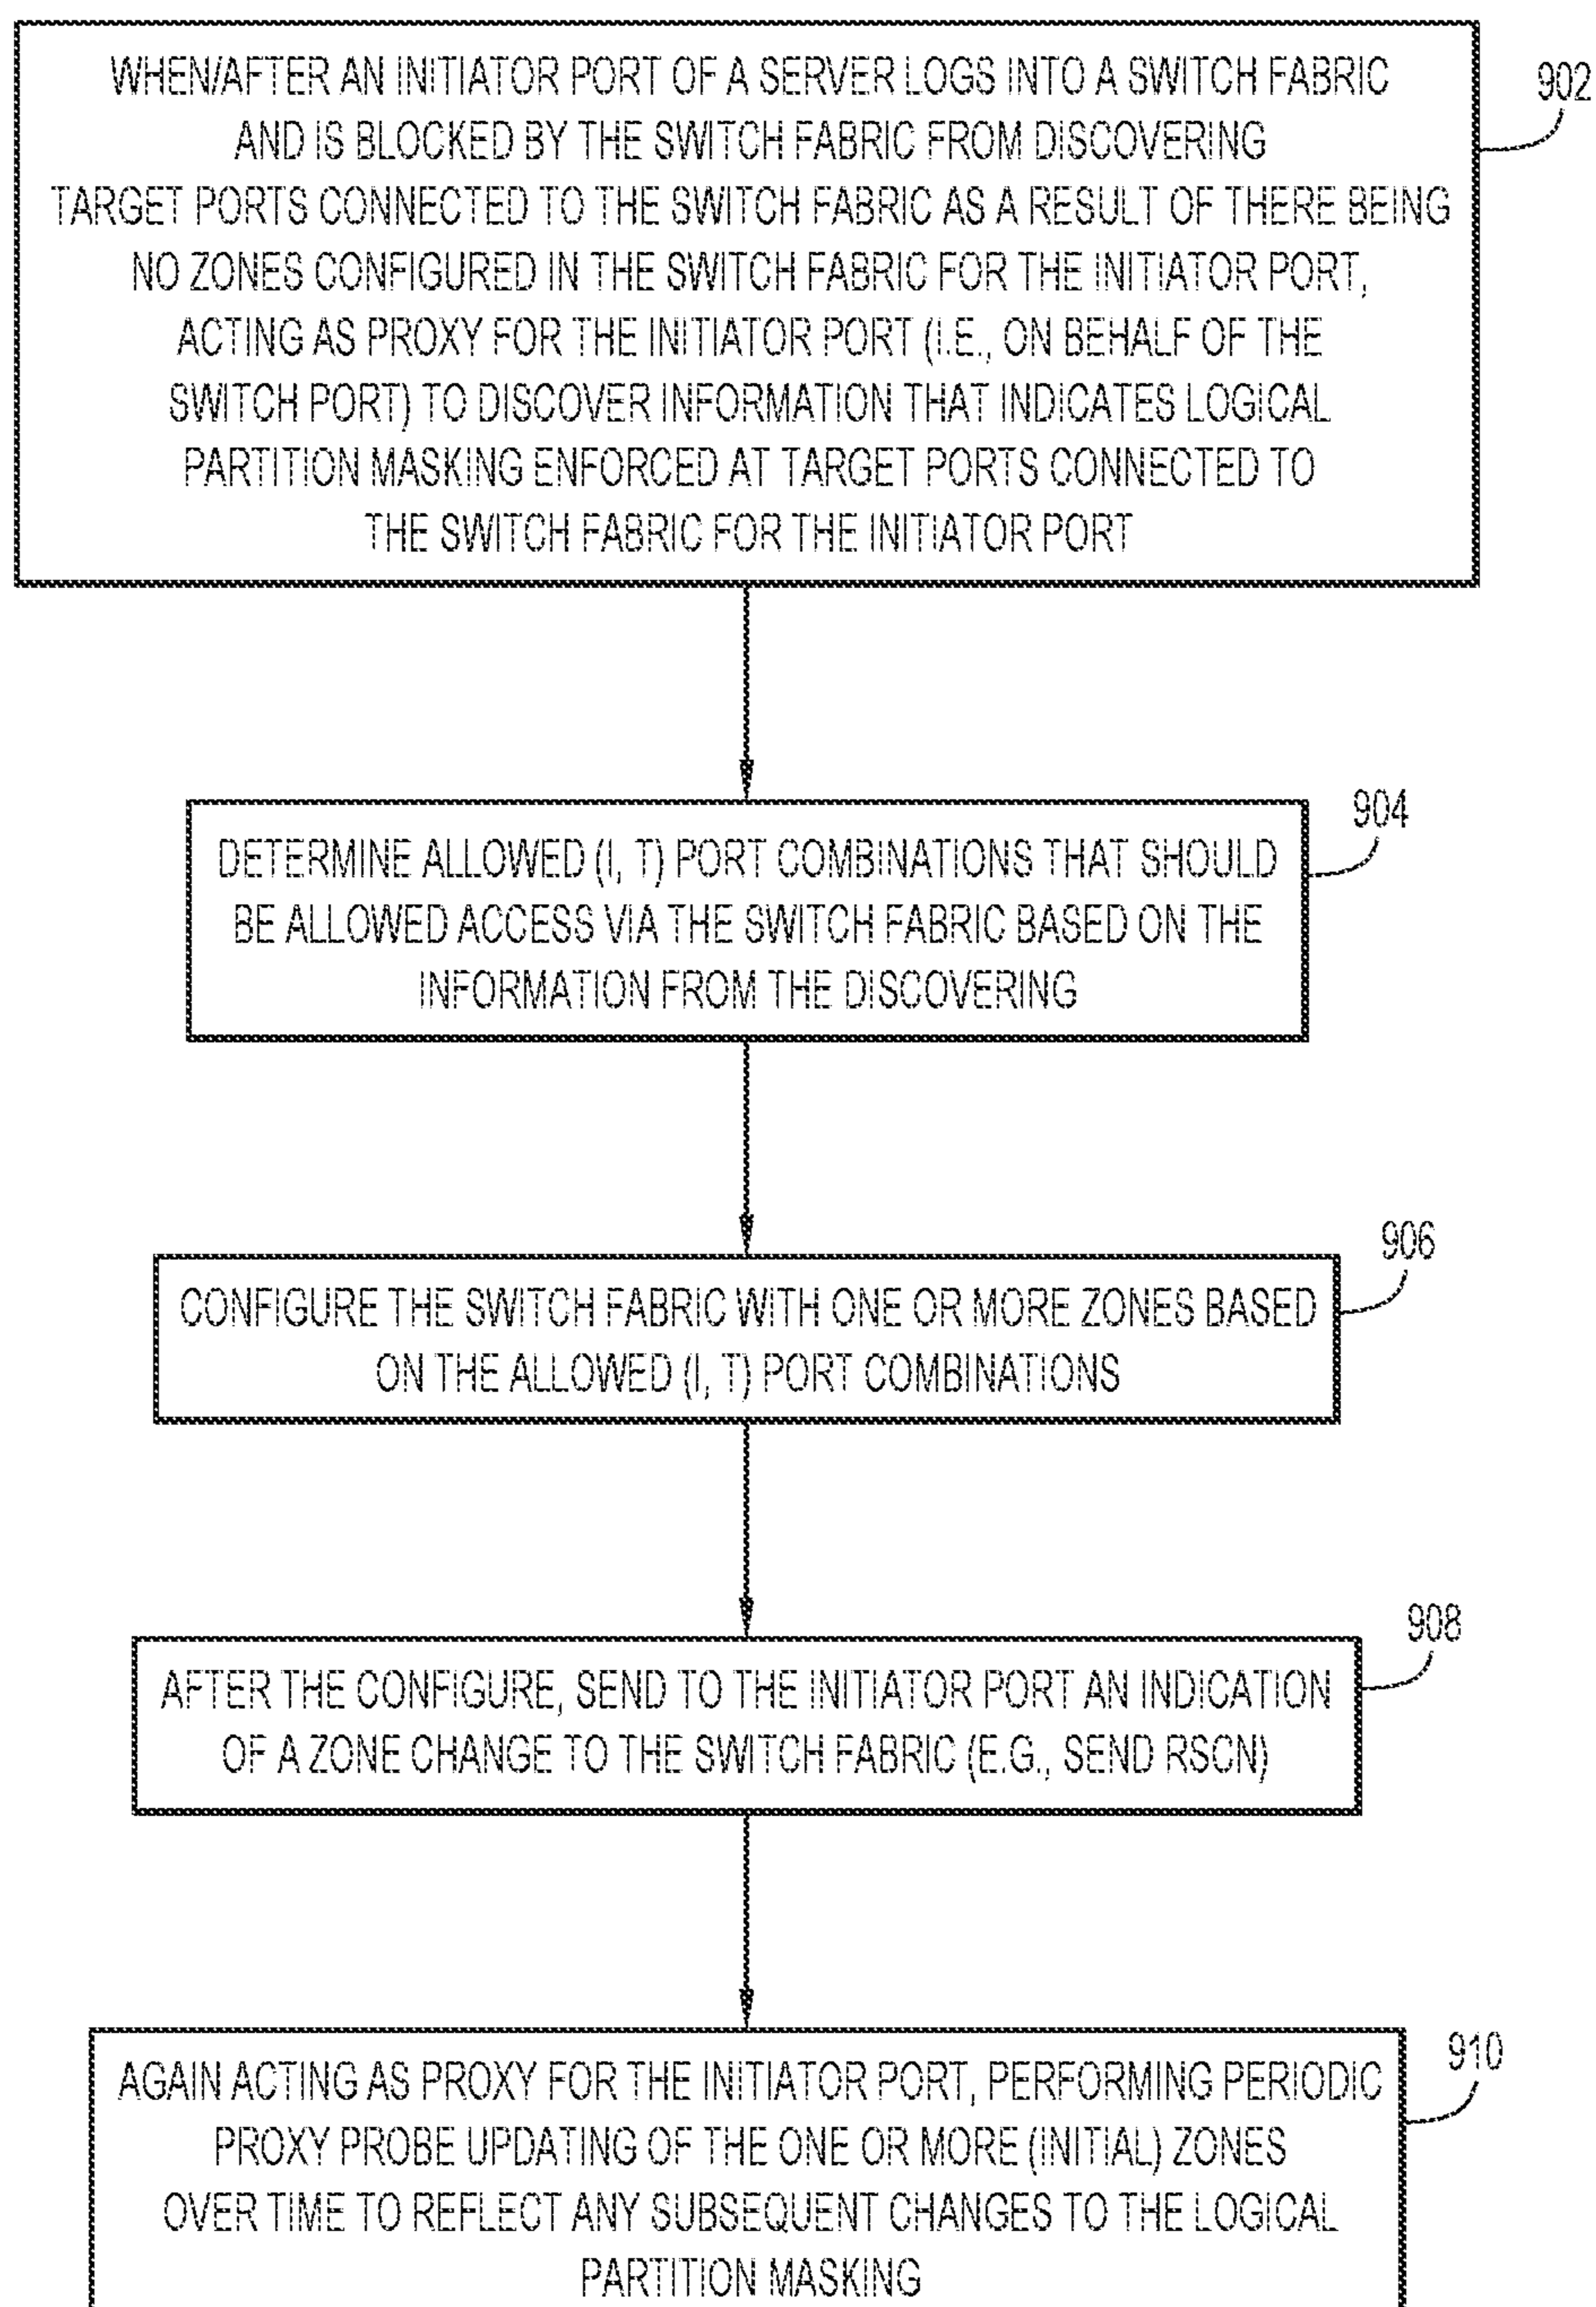 WHEN/AFTER AN INITIATOR PORT OF A SERVER LOGS INTO A SWITCH FABRIC
AND IS BLOCKED BY THE SWITCH FABRIC FROM DISCOVERING
TARGET PORTS CONNECTED TO THE SWITCH FABRIC AS A RESULT OF THERE BEING
NO ZONES CONFIGURED IN THE SWITCH FABRIC FOR THE INITIATOR PORT,
ACTING AS PROXY FOR THE INITIATOR PORT (I.E., ON BEHALF OF THE
SWITCH PORT) TO DISCOVER INFORMATION THAT INDICATES LOGICAL
PARTITION MASKING ENFORCED AT TARGET PORTS CONNECTED TO
THE SWITCH FABRIC FOR THE INITIATOR PORT
902
DETERMINE ALLOWED (I, T) PORT COMBINATIONS THAT SHOULD
BE ALLOWED ACCESS VIA THE SWITCH FABRIC BASED ON THE
INFORMATION FROM THE DISCOVERING
904
CONFIGURE THE SWITCH FABRIC WITH ONE OR MORE ZONES BASED
ON THE ALLOWED (I, T) PORT COMBINATIONS
906
AFTER THE CONFIGURE, SEND TO THE INITIATOR PORT AN INDICATION
OF A ZONE CHANGE TO THE SWITCH FABRIC (E.G., SEND RSCN)
908
AGAIN ACTING AS PROXY FOR THE INITIATOR PORT, PERFORMING PERIODIC
PROXY PROBE UPDATING OF THE ONE OR MORE (INITIAL) ZONES
OVER TIME TO REFLECT ANY SUBSEQUENT CHANGES TO THE LOGICAL
PARTITION MASKING
910